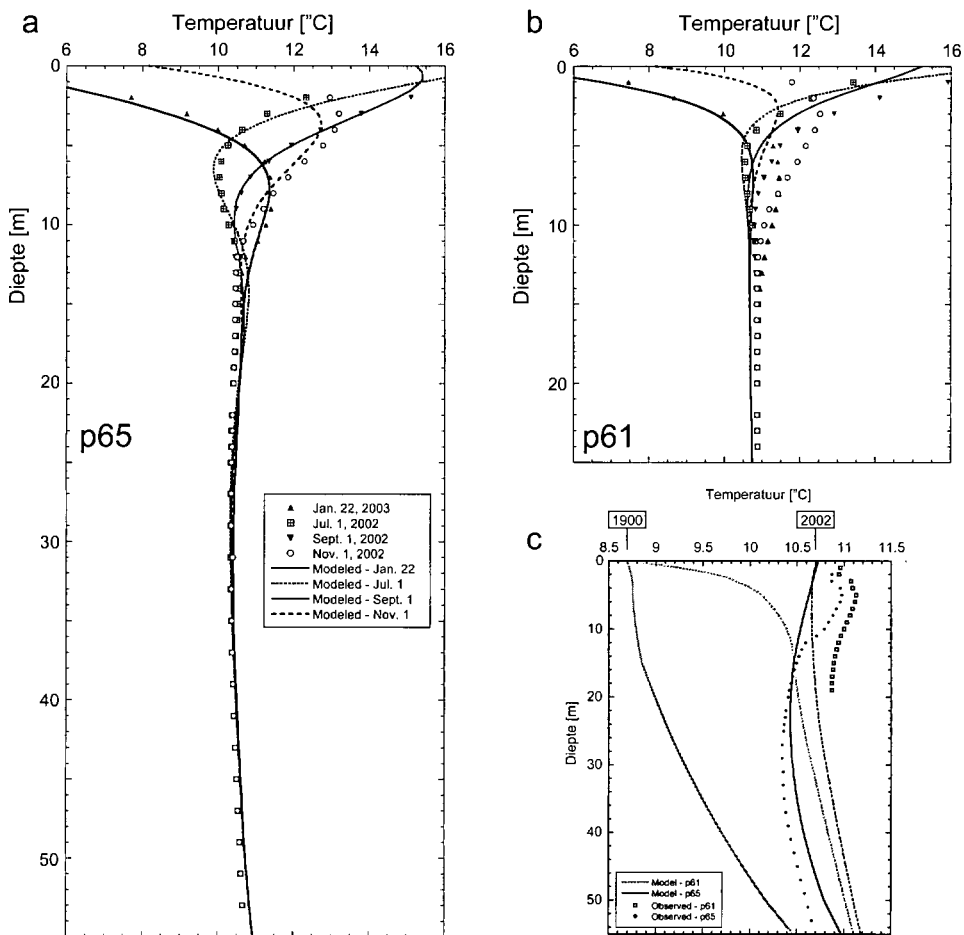 a
Temperatuur [°C]
6 8 10 12 14 16
0
10
20
30
40
50
Diepte [m]
p65
Jan. 22, 2003
Jul. 1, 2002
Sept. 1, 2002
Nov. 1, 2002
Modeled - Jan. 22
Modeled - Jul. 1
Modeled - Sept. 1
Modeled - Nov. 1
b
Temperatuur [°C]
6 8 10 12 14 16
0
10
20
Diepte [m]
p61
Temperatuur [°C]
c
1900 2002
8.5 9 9.5 10 10.5 11 11.5
0
10
20
30
40
50
Diepte [m]
Model - p61
Model - p65
Observed - p61
Observed - p65